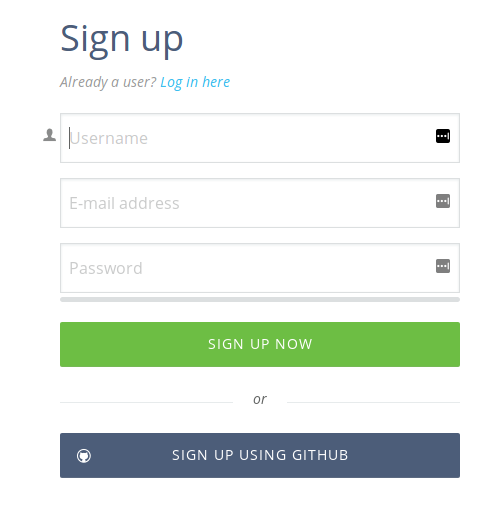 Sign up
Already a user? Log in here
Username
E-mail address
Password
SIGN UP NOW
or
SIGN UP USING GITHUB